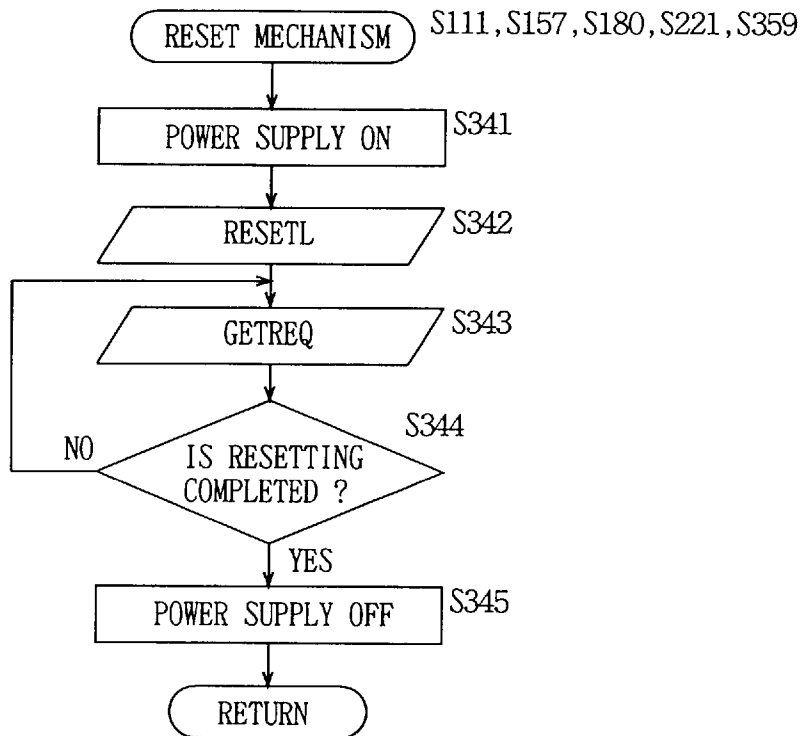 RESET MECHANISM S111,S157,S180,S221,S359
POWER SUPPLY ON S341
RESETL S342
GETREQ S343
S344
IS RESETTING
COMPLETED ?
NO
YES
POWER SUPPLY OFF S345
RETURN